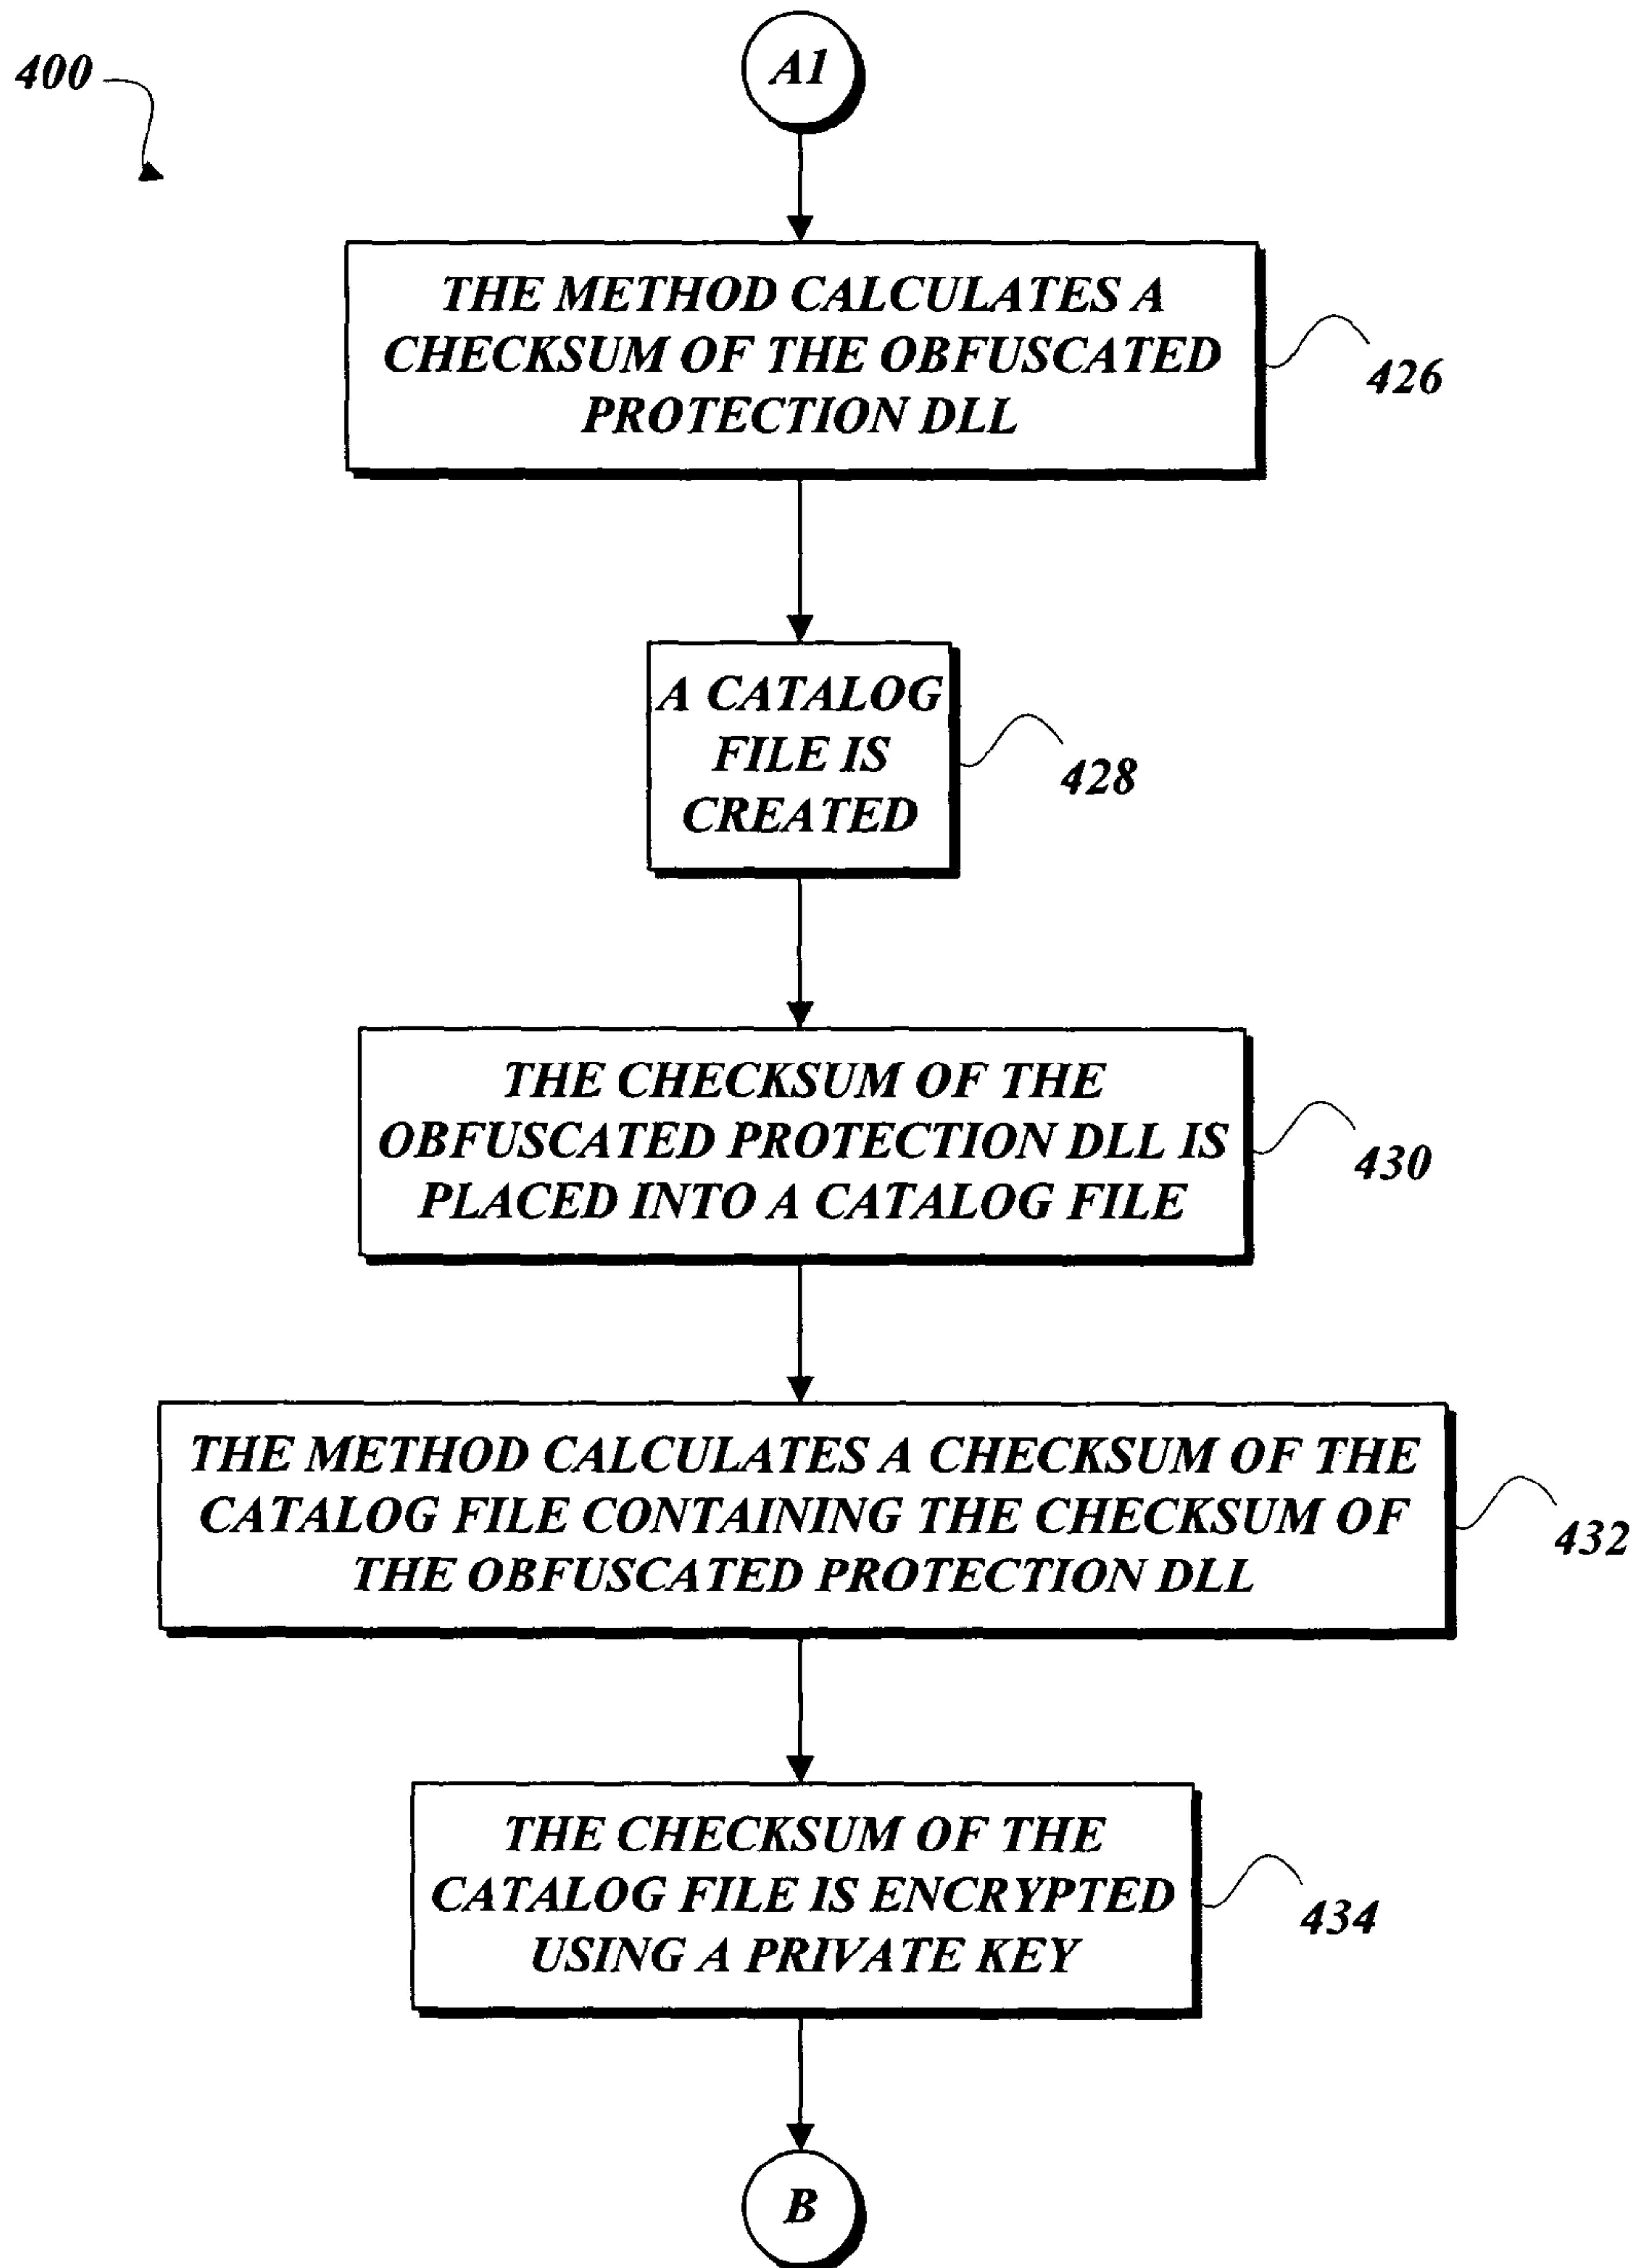 400
A1
THE METHOD CALCULATES A
CHECKSUM OF THE OBFUSCATED
PROTECTION DLL
426
A CATALOG
FILE IS
CREATED
428
THE CHECKSUM OF THE
OBFUSCATED PROTECTION DLL IS
PLACED INTO A CATALOG FILE
430
THE METHOD CALCULATES A CHECKSUM OF THE
CATALOG FILE CONTAINING THE CHECKSUM OF
THE OBFUSCATED PROTECTION DLL
432
THE CHECKSUM OF THE
CATALOG FILE IS ENCRYPTED
USING A PRIVATE KEY
434
B